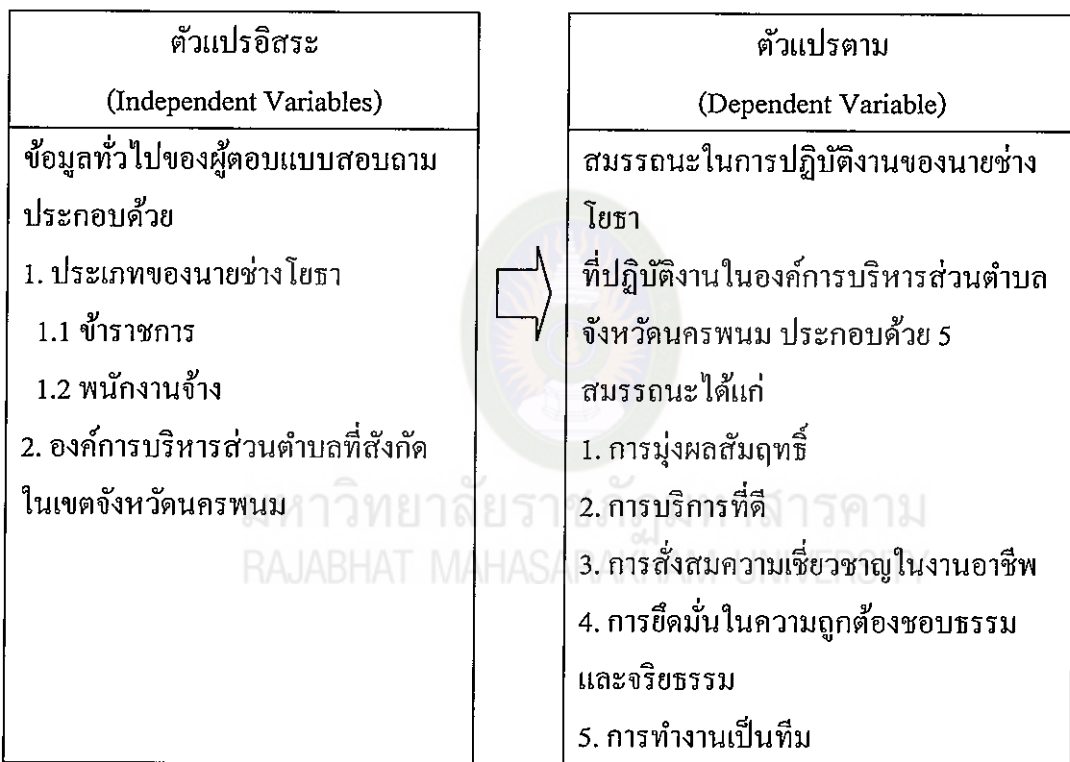 ตัวแปรอิสระ
(Independent Variables)
ข้อมูลทั่วไปของผู้ตอบแบบสอบถาม
ประกอบด้วย
1. ประเภทของนายช่างโยธา
1.1 ข้าราชการ
1.2 พนักงานจ้าง
2. องค์การบริหารส่วนตำบลที่สังกัด
ในเขตจังหวัดนครพนม
ตัวแปรตาม
(Dependent Variable)
สมรรถนะในการปฏิบัติงานของนายช่าง
โยธา
ที่ปฏิบัติงานในองค์การบริหารส่วนตำบล
จังหวัดนครพนม ประกอบด้วย 5
สมรรถนะได้แก่
1. การมุ่งผลสัมฤทธิ์
2. การบริการที่ดี
3. การสั่งสมความเชี่ยวชาญในงานอาชีพ
4. การยึดมั่นในความถูกต้องชอบธรรม
และจริยธรรม
5. การทำงานเป็นทีม
มหาวิทยาลัยราชภัฏมหาสารคาม
RAJABHAT MAHASARAKHAM UNIVERSITY